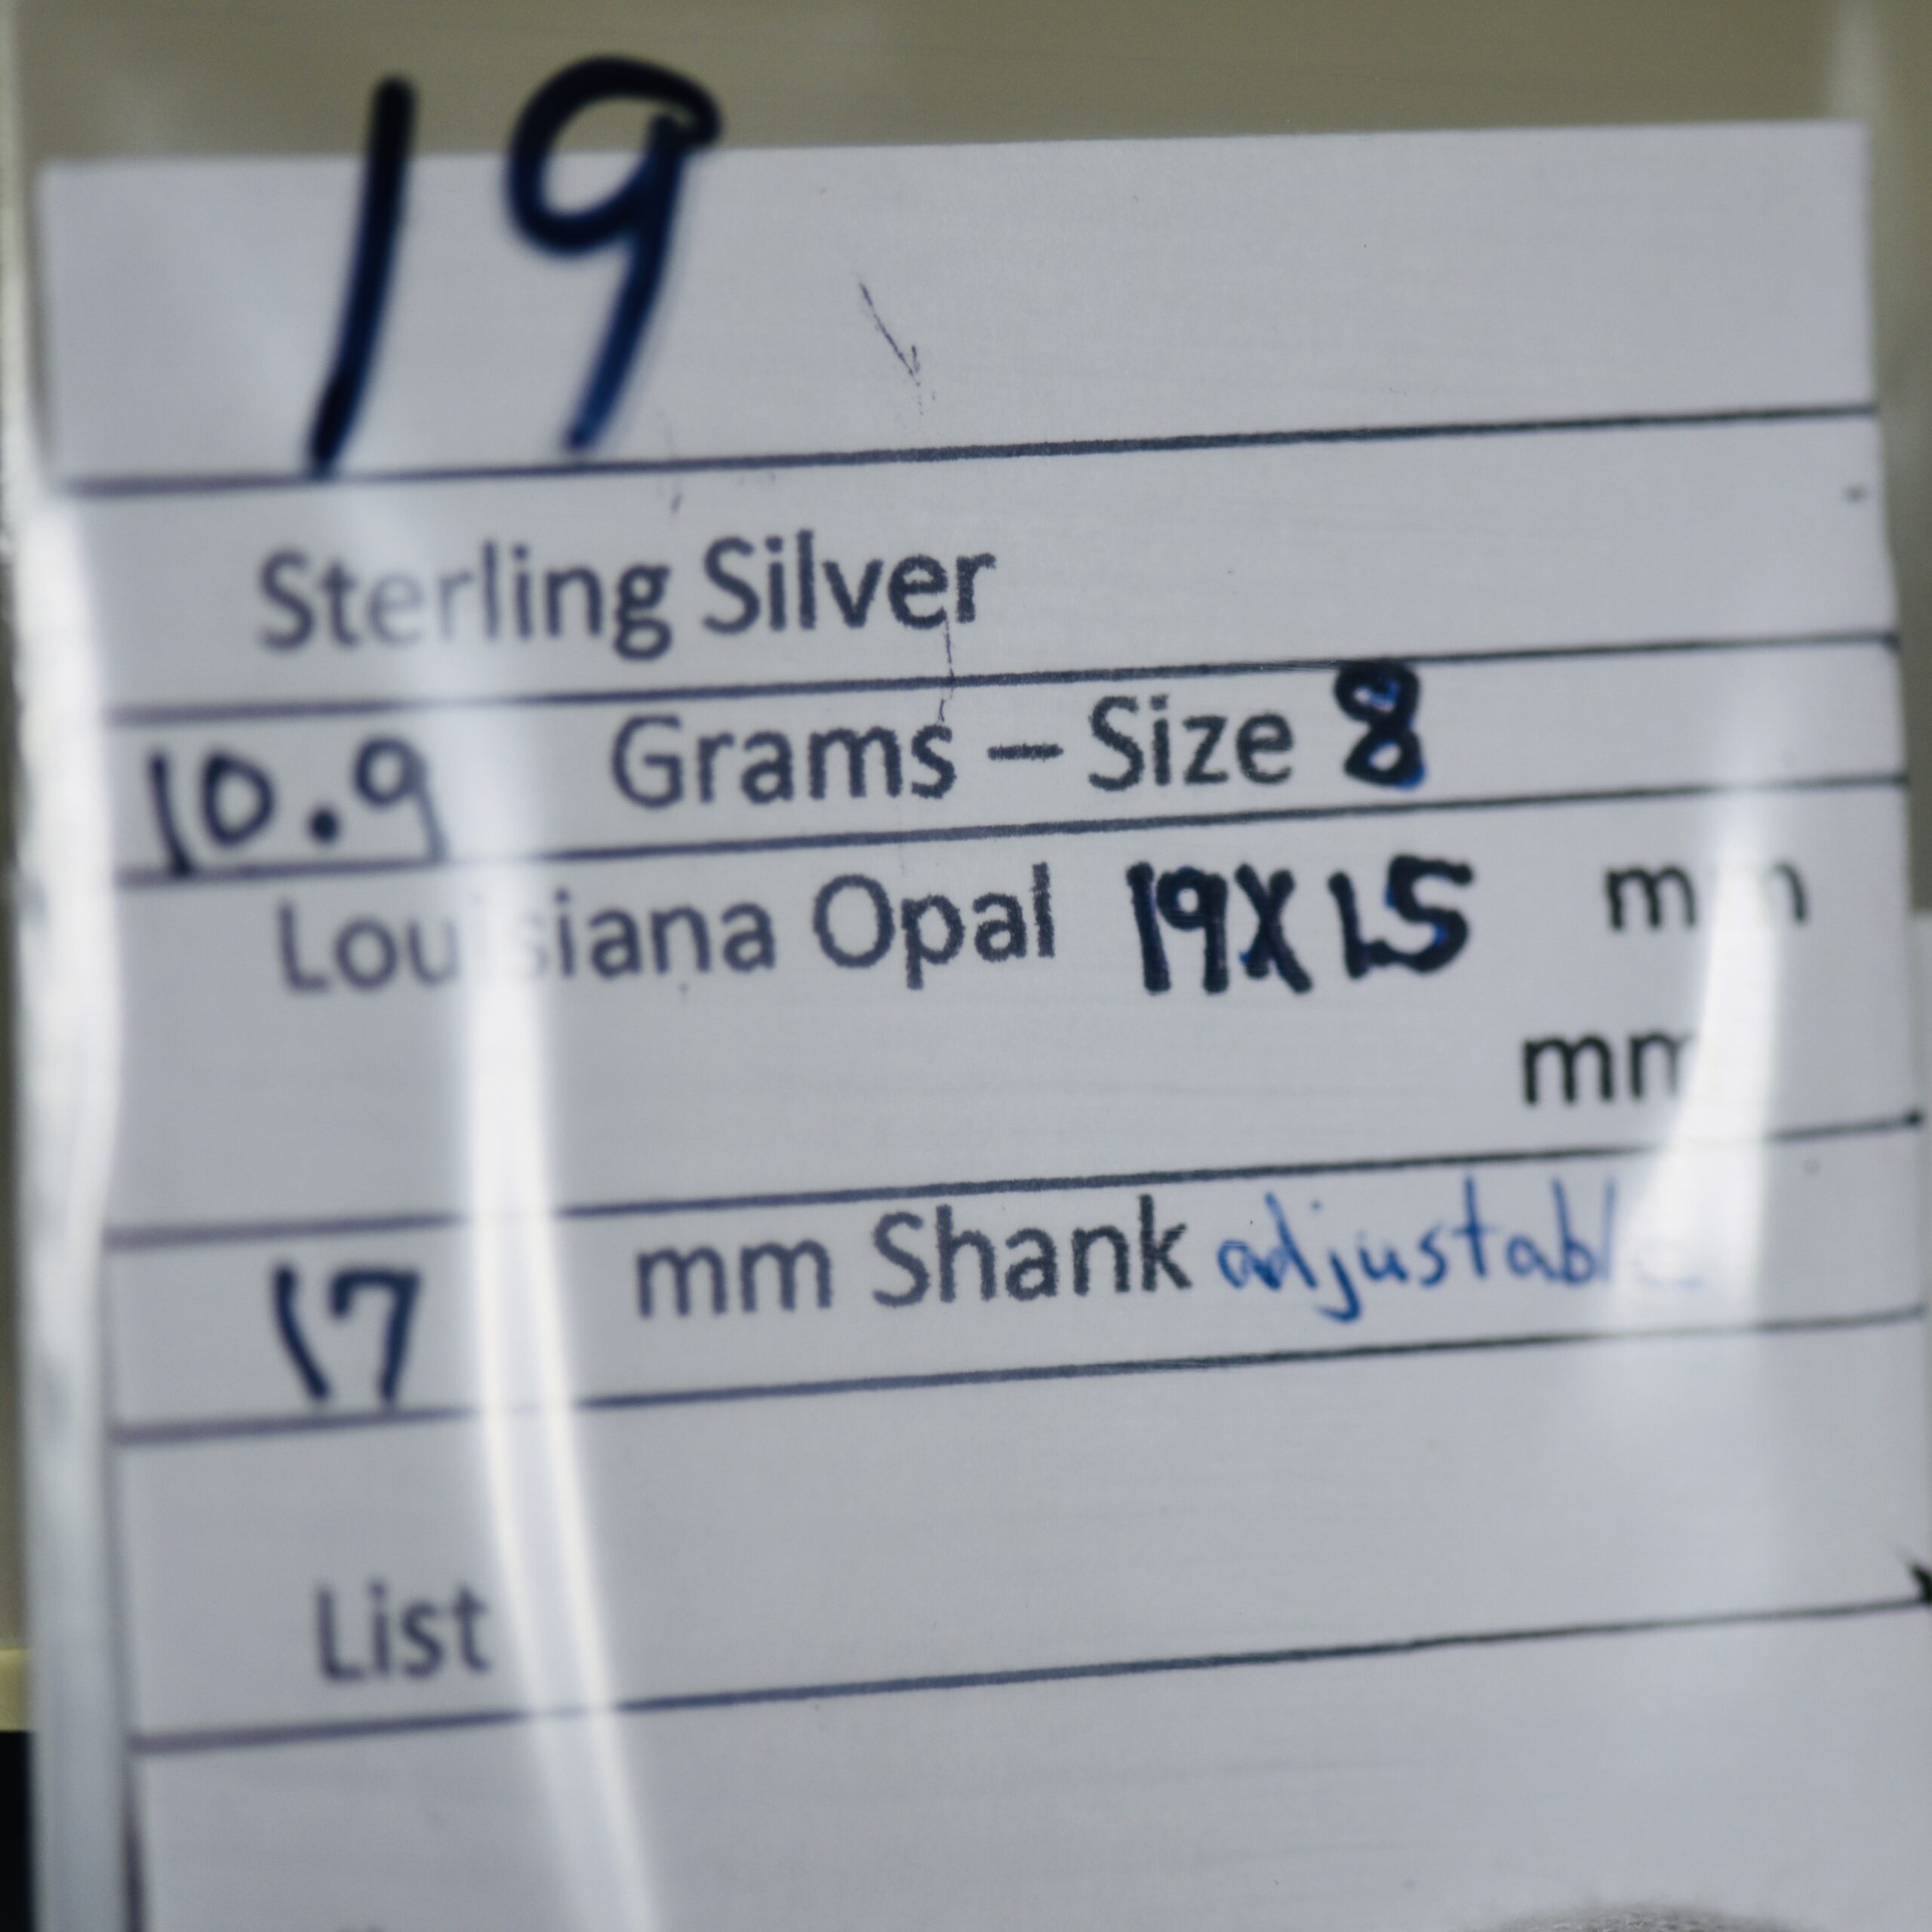 19
Sterling Silver
10.9 Grams – Size 8
Louisiana Opal 19X15 mm
mm
17 mm Shank adjustable
List